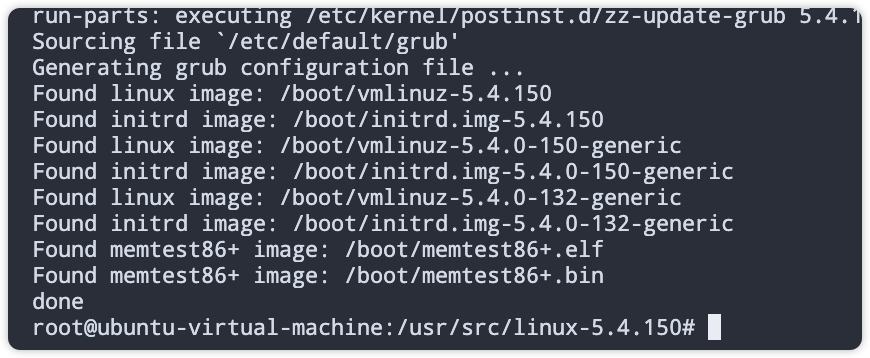 run-parts: executing /etc/kernel/postinst.d/zz-update-grub 5.4.1
Sourcing file `/etc/default/grub'
Generating grub configuration file ...
Found linux image: /boot/vmlinuz-5.4.150
Found initrd image: /boot/initrd.img-5.4.150
Found linux image: /boot/vmlinuz-5.4.0-150-generic
Found initrd image: /boot/initrd.img-5.4.0-150-generic
Found linux image: /boot/vmlinuz-5.4.0-132-generic
Found initrd image: /boot/initrd.img-5.4.0-132-generic
Found memtest86+ image: /boot/memtest86+.elf
Found memtest86+ image: /boot/memtest86+.bin
done
root@ubuntu-virtual-machine:/usr/src/linux-5.4.150#